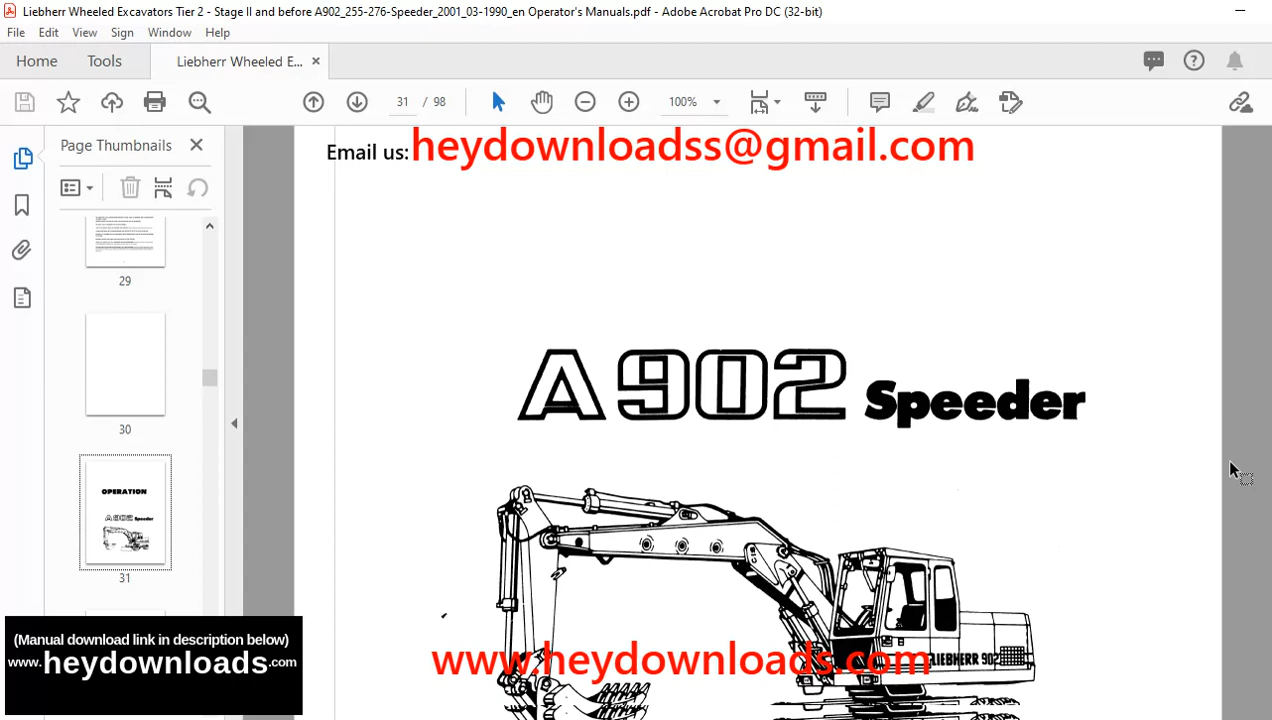 Liebherr Wheeled Excavators Tier 2 - Stage II and before A902_255-276-Speeder_2001_03-1990_en Operator's Manuals.pdf - Adobe Acrobat Pro DC (32-bit)
File Edit View Sign Window Help
Home Tools Liebherr Wheeled E... ×
31 / 98 100%
Page Thumbnails
Email us: heydownloadss@gmail.com
29
30
A902 Speeder
OPERATION
A902 Speeder
31
LIEBHERR 902
www.heydownloads.com
(Manual download link in description below)
www.heydownloads.com